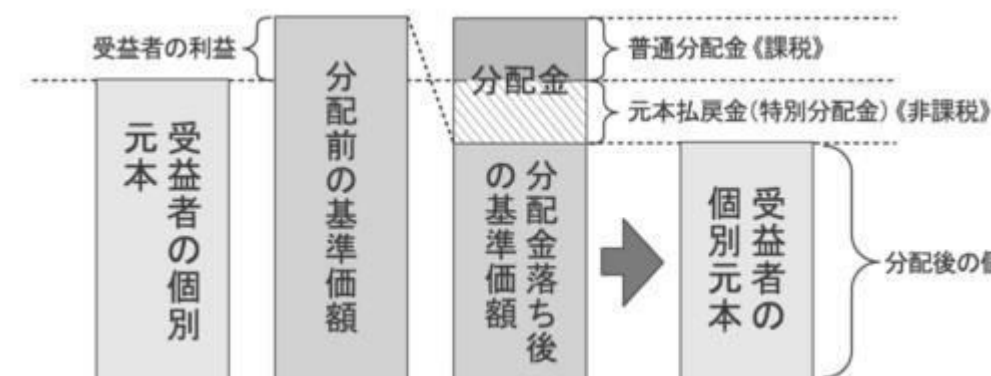 受益者の利益
受益者の個別
元本
分配前の基準価額
分配金
分配金落ち後
の基準価額
普通分配金《課税》
元本払戻金(特別分配金)《非課税》
受益者の
個別元本
分配後の